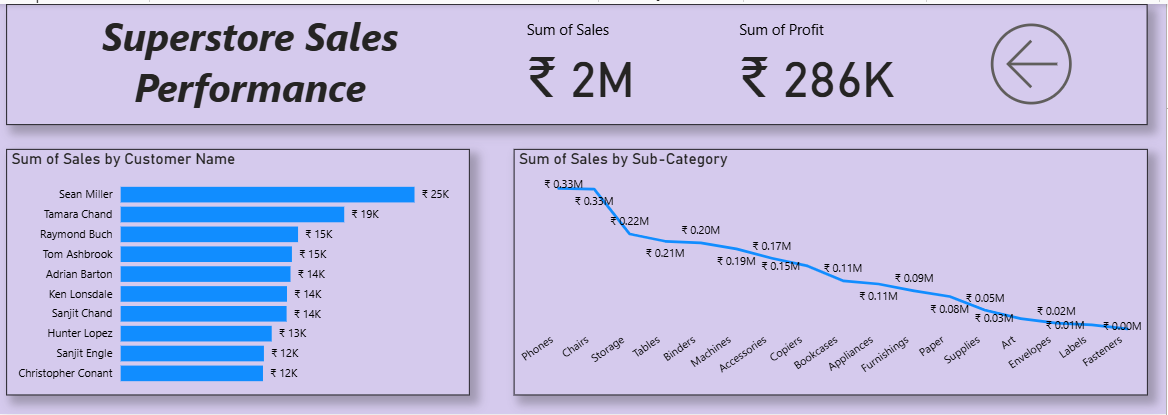 Superstore Sales
Performance
Sum of Sales
₹ 2M
Sum of Profit
₹ 286K
Sum of Sales by Customer Name
Sean Miller ₹ 25K
Tamara Chand ₹ 19K
Raymond Buch ₹ 15K
Tom Ashbrook ₹ 15K
Adrian Barton ₹ 14K
Ken Lonsdale ₹ 14K
Sanjit Chand ₹ 14K
Hunter Lopez ₹ 13K
Sanjit Engle ₹ 12K
Christopher Conant ₹ 12K
Sum of Sales by Sub-Category
₹ 0.33M
₹ 0.33M
₹ 0.22M
₹ 0.21M
₹ 0.20M
₹ 0.19M
₹ 0.17M
₹ 0.15M
₹ 0.11M
₹ 0.11M
₹ 0.09M
₹ 0.08M
₹ 0.05M
₹ 0.03M
₹ 0.02M
₹ 0.01M
₹ 0.00M
Phones
Chairs
Storage
Tables
Binders
Machines
Accessories
Copiers
Bookcases
Appliances
Furnishings
Paper
Supplies
Art
Envelopes
Labels
Fasteners